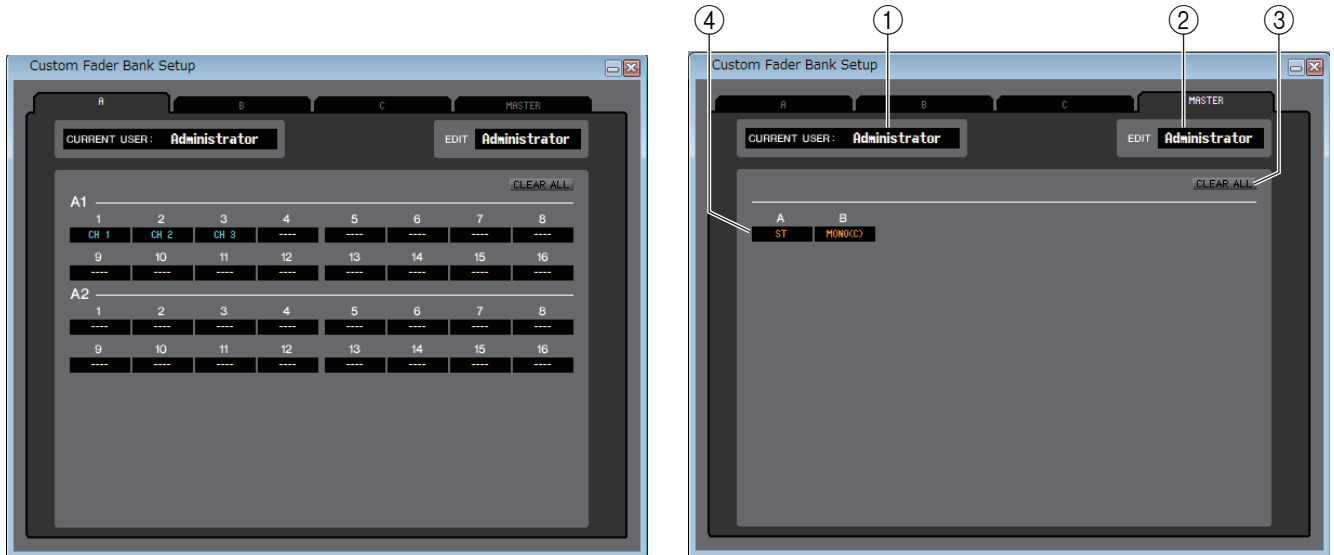 ④ ① ② ③
Custom Fader Bank Setup
A B C MASTER
CURRENT USER: Administrator
EDIT Administrator
CLEAR ALL
A1
1 2 3 4 5 6 7 8
CH 1 CH 2 CH 3 ---- ---- ---- ---- ----
9 10 11 12 13 14 15 16
---- ---- ---- ---- ---- ---- ---- ----
A2
1 2 3 4 5 6 7 8
---- ---- ---- ---- ---- ---- ---- ----
9 10 11 12 13 14 15 16
---- ---- ---- ---- ---- ---- ---- ----
Custom Fader Bank Setup
A B C MASTER
CURRENT USER: Administrator
EDIT Administrator
CLEAR ALL
A B
ST MONO(C)